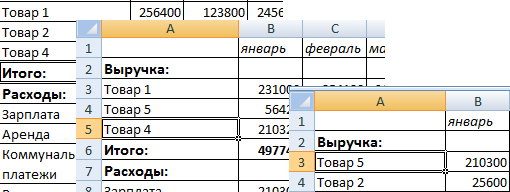 Товар 1 256400 123800 2456
Товар 2
Товар 4
Итого:
Расходы:
Зарплата
Аренда
Коммуналь
платежи
A B C
1 январь февраль ма
2 Выручка:
3 Товар 1 231000
4 Товар 5 5642
5 Товар 4 21032
6 Итого: 49774
7 Расходы:
8 Зарплата
A B
1 январь
2 Выручка:
3 Товар 5 210300
4 Товар 2 25600